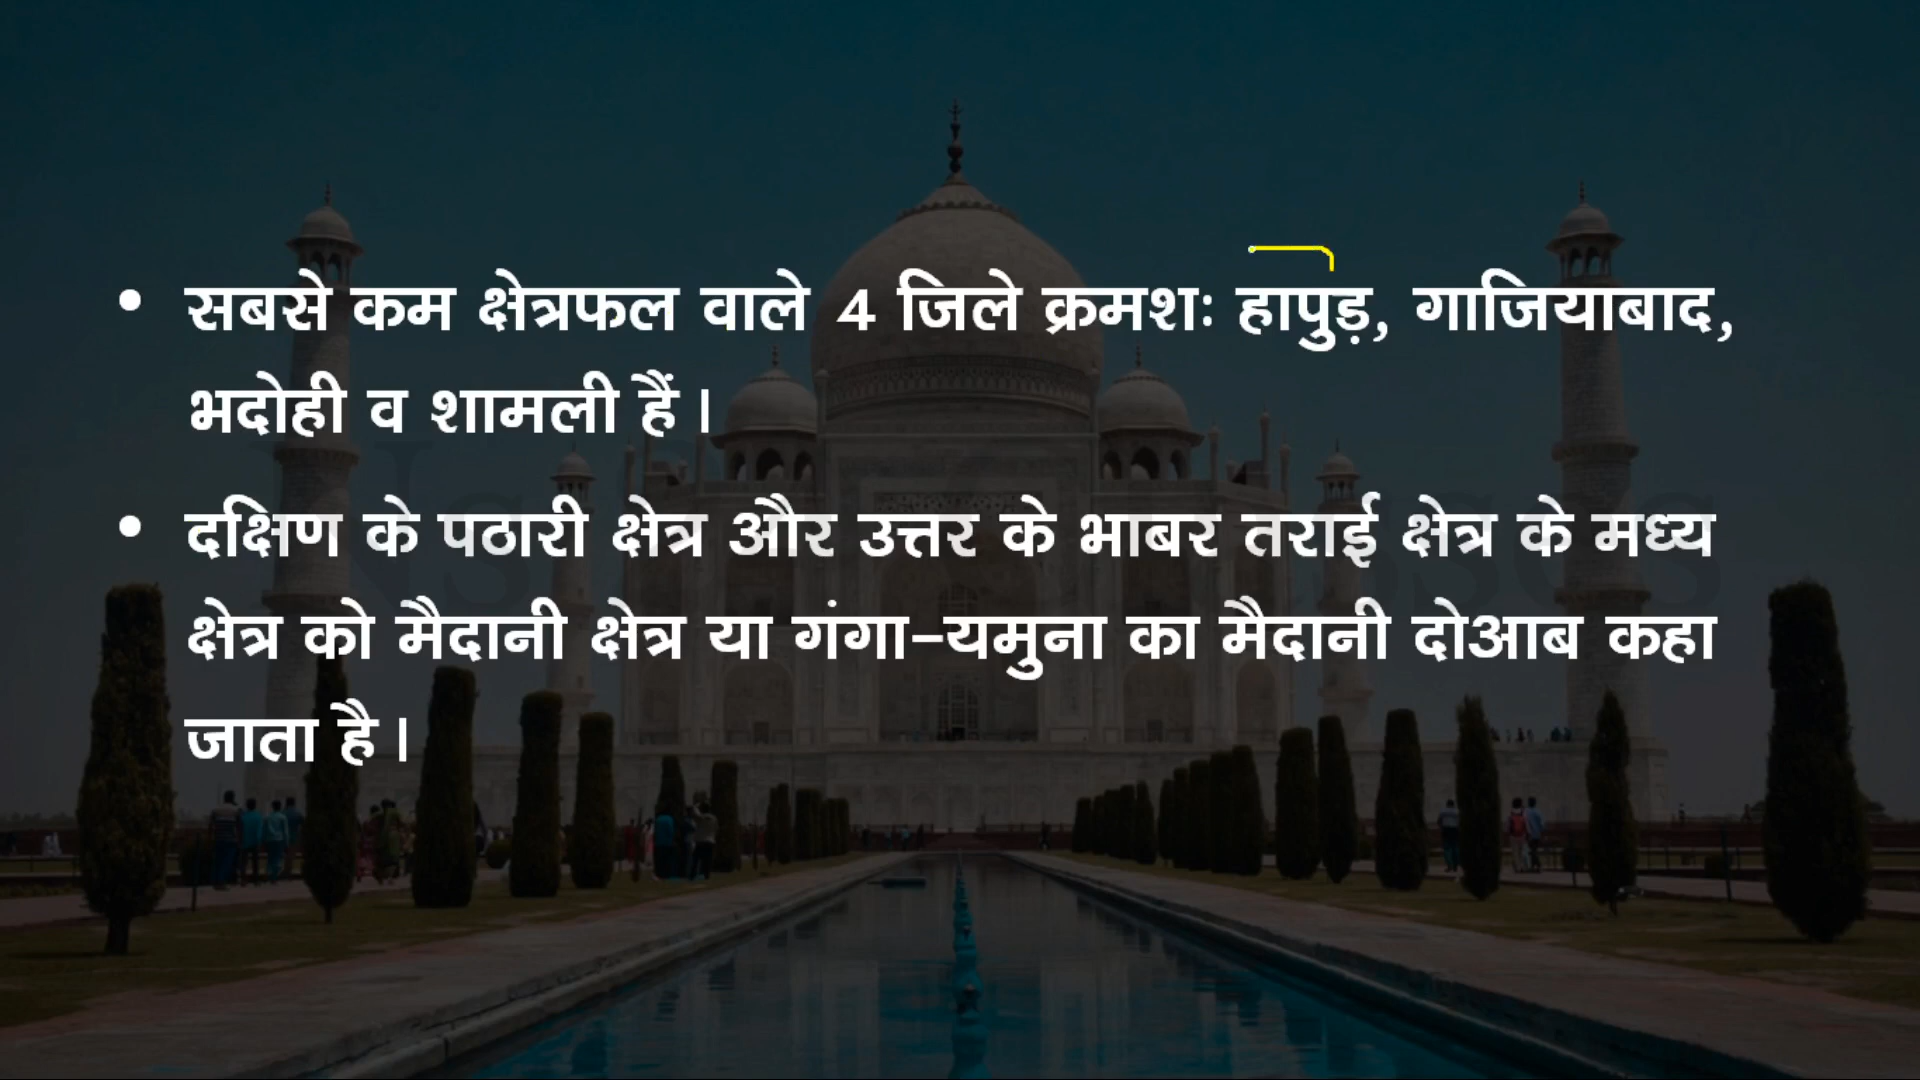 • सबसे कम क्षेत्रफल वाले 4 जिले क्रमशः हापुड़, गाजियाबाद,
भदोही व शामली हैं।
• दक्षिण के पठारी क्षेत्र और उत्तर के भाबर तराई क्षेत्र के मध्य
क्षेत्र को मैदानी क्षेत्र या गंगा–यमुना का मैदानी दोआब कहा
जाता है।